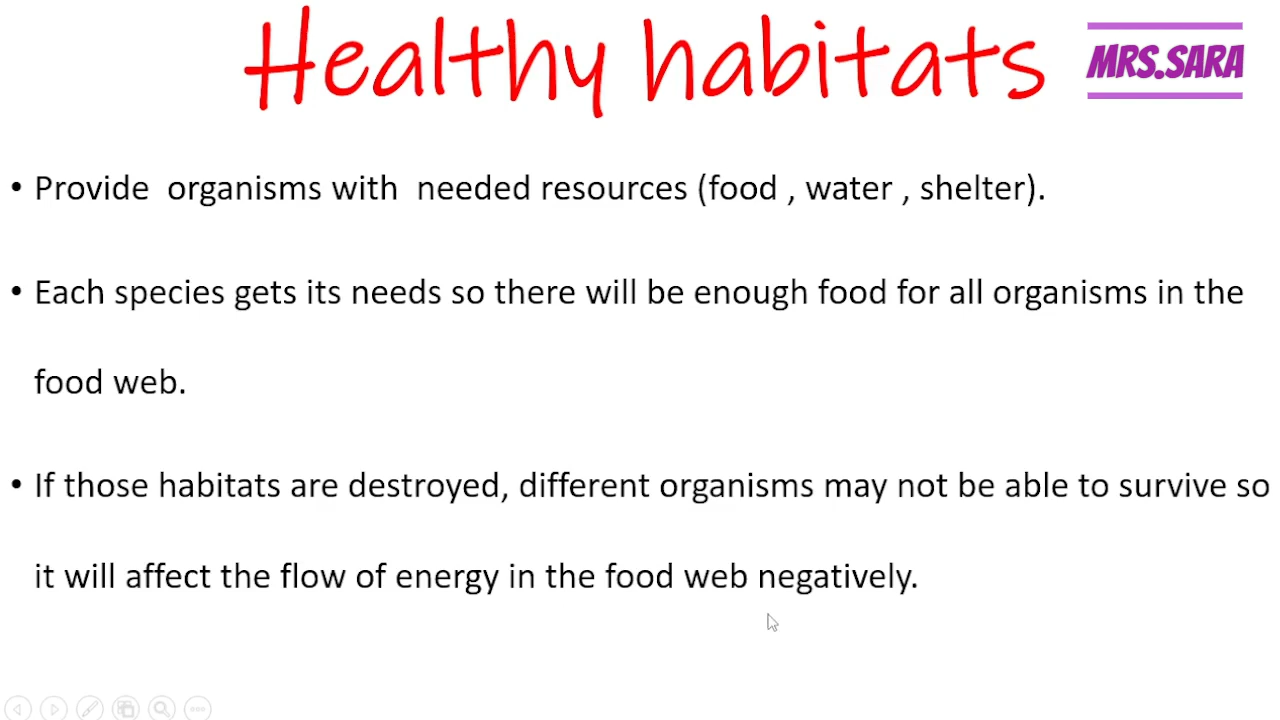 Healthy habitats
MRS.SARA
• Provide  organisms with  needed resources (food , water , shelter).
• Each species gets its needs so there will be enough food for all organisms in the
food web.
• If those habitats are destroyed, different organisms may not be able to survive so
it will affect the flow of energy in the food web negatively.